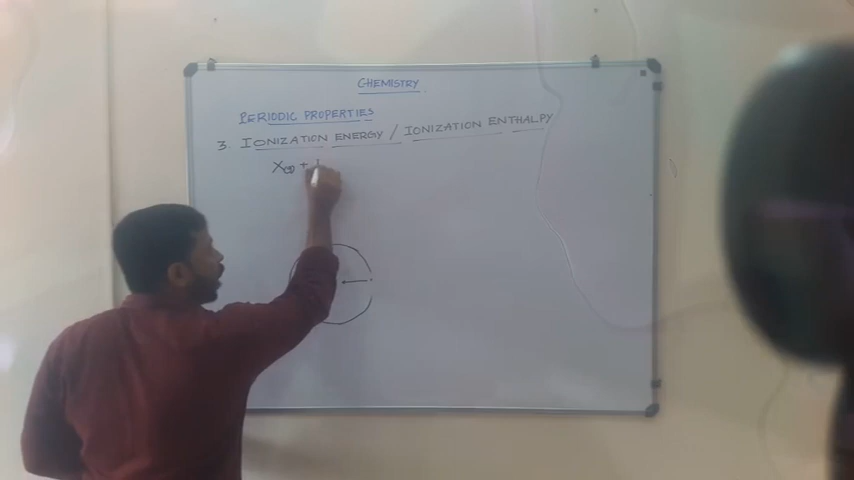 CHEMISTRY
PERIODIC PROPERTIES
3. IONIZATION ENERGY / IONIZATION ENTHALPY
X(g) +